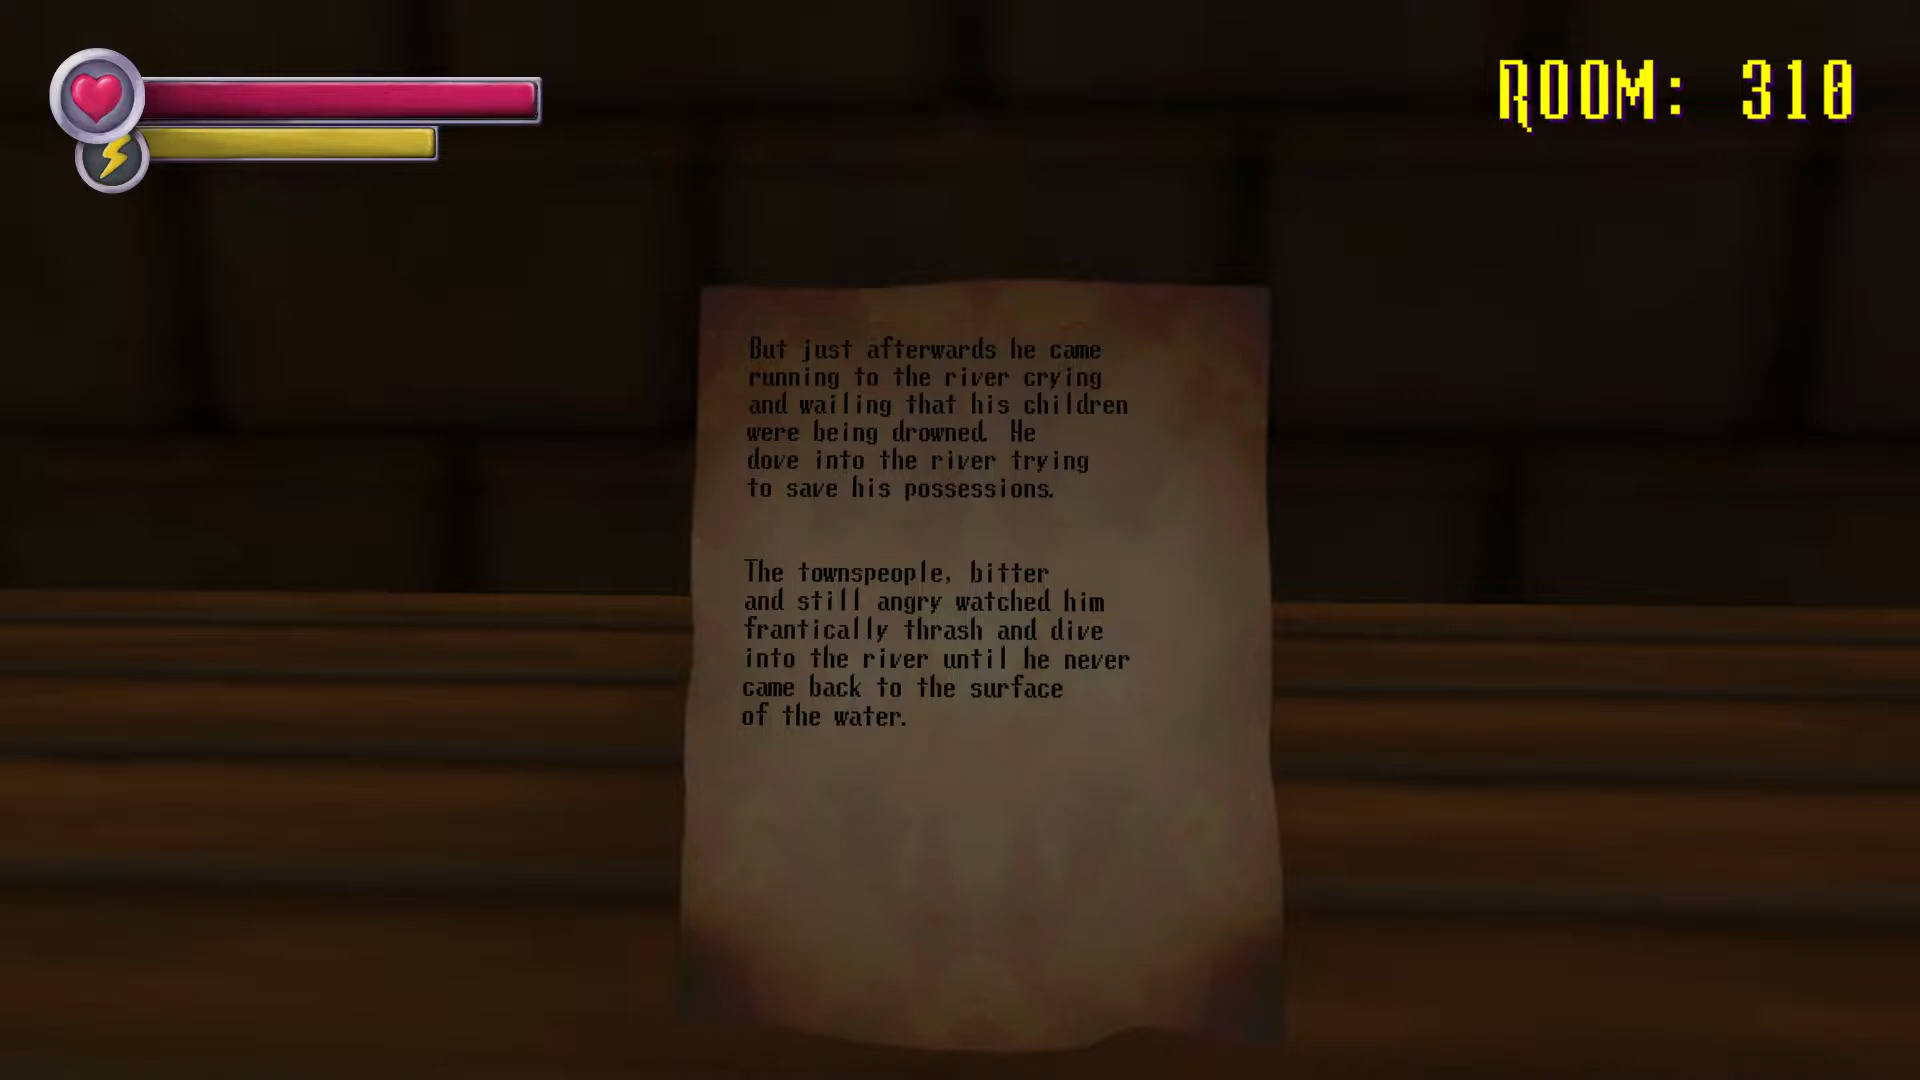 ROOM: 310
But just afterwards he came
running to the river crying
and wailing that his children
were being drowned. He
dove into the river trying
to save his possessions.
The townspeople, bitter
and still angry watched him
frantically thrash and dive
into the river until he never
came back to the surface
of the water.